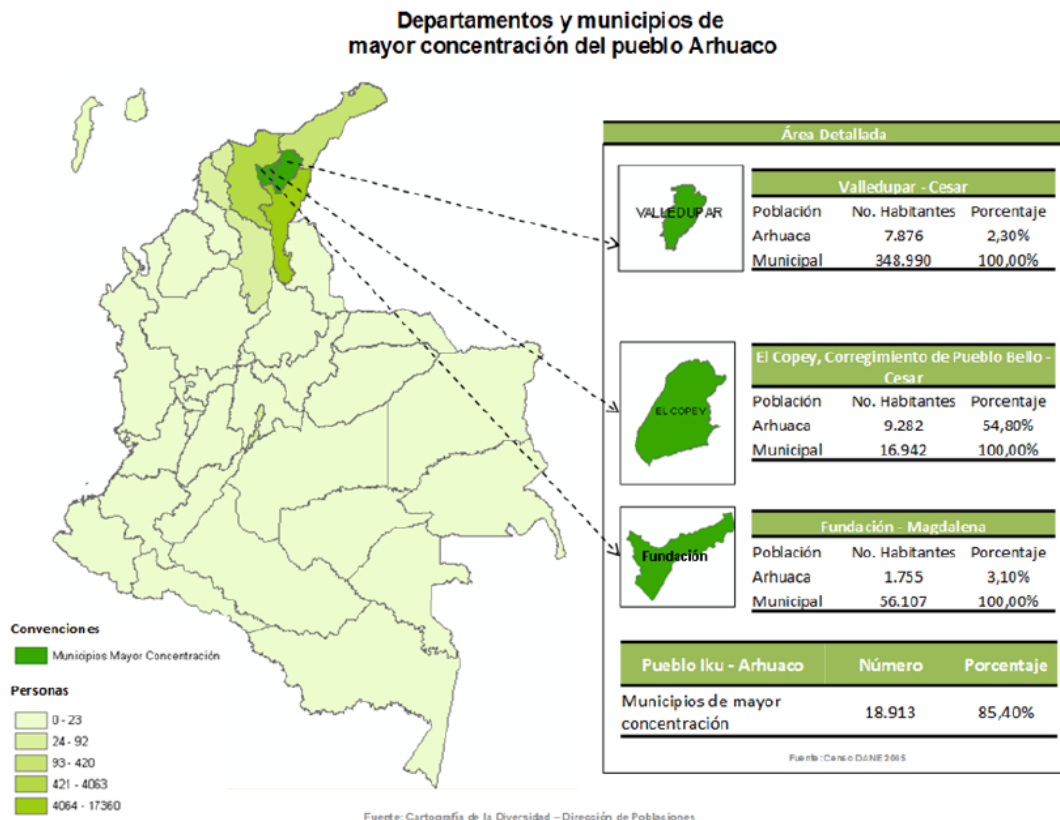 Departamentos y municipios de
mayor concentración del pueblo Arhuaco
Área Detallada
VALLEDUPAR
Valledupar - Cesar
Población No. Habitantes Porcentaje
Arhuaca 7.876 2,30%
Municipal 348.990 100,00%
EL COPEY
El Copey, Corregimiento de Pueblo Bello -
Cesar
Población No. Habitantes Porcentaje
Arhuaca 9.282 54,80%
Municipal 16.942 100,00%
Fundación
Fundación - Magdalena
Población No. Habitantes Porcentaje
Arhuaca 1.755 3,10%
Municipal 56.107 100,00%
Pueblo Iku - Arhuaco Número Porcentaje
Municipios de mayor
concentración 18.913 85,40%
Fuente: Censo DANE 2005
Convenciones
Municipios Mayor Concentración
Personas
0 - 23
24 - 92
93 - 420
421 - 4063
4064 - 17360
Fuente: Cartografía de la Diversidad – Dirección de Poblaciones